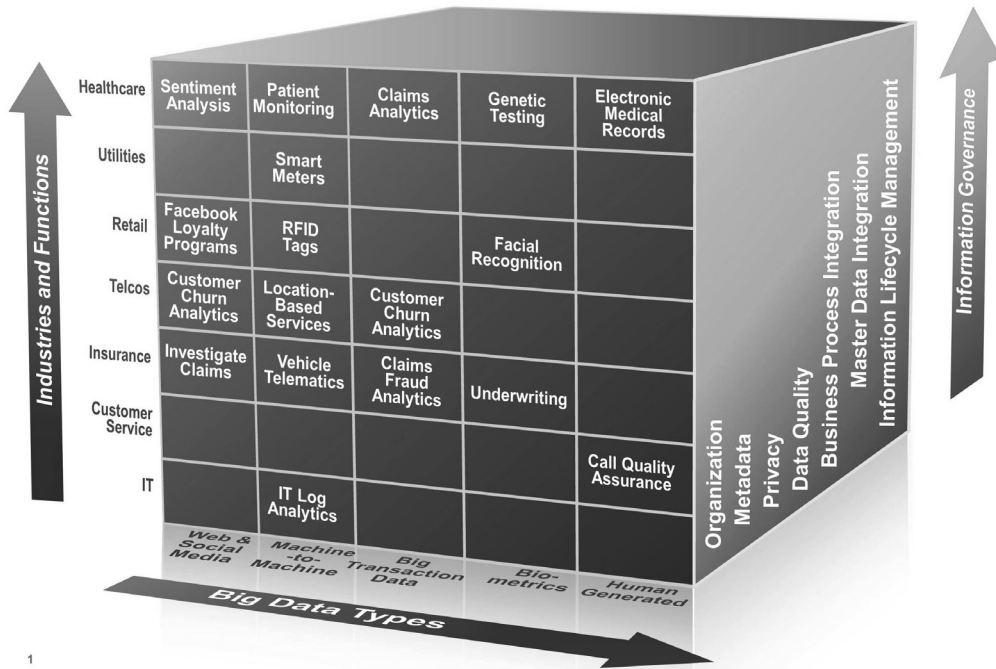 Industries and Functions
Healthcare
Utilities
Retail
Telcos
Insurance
Customer
Service
IT
Sentiment
Analysis
Patient
Monitoring
Claims
Analytics
Genetic
Testing
Electronic
Medical
Records
Smart
Meters
Facebook
Loyalty
Programs
RFID
Tags
Facial
Recognition
Customer
Churn
Analytics
Location-
Based
Services
Customer
Churn
Analytics
Investigate
Claims
Vehicle
Telematics
Claims
Fraud
Analytics
Underwriting
Call Quality
Assurance
IT Log
Analytics
Web &
Social
Media
Machine
-to-
Machine
Big
Transaction
Data
Bio-
metrics
Human
Generated
Big Data Types
Organization
Metadata
Privacy
Data Quality
Business Process Integration
Master Data Integration
Information Lifecycle Management
Information Governance
1